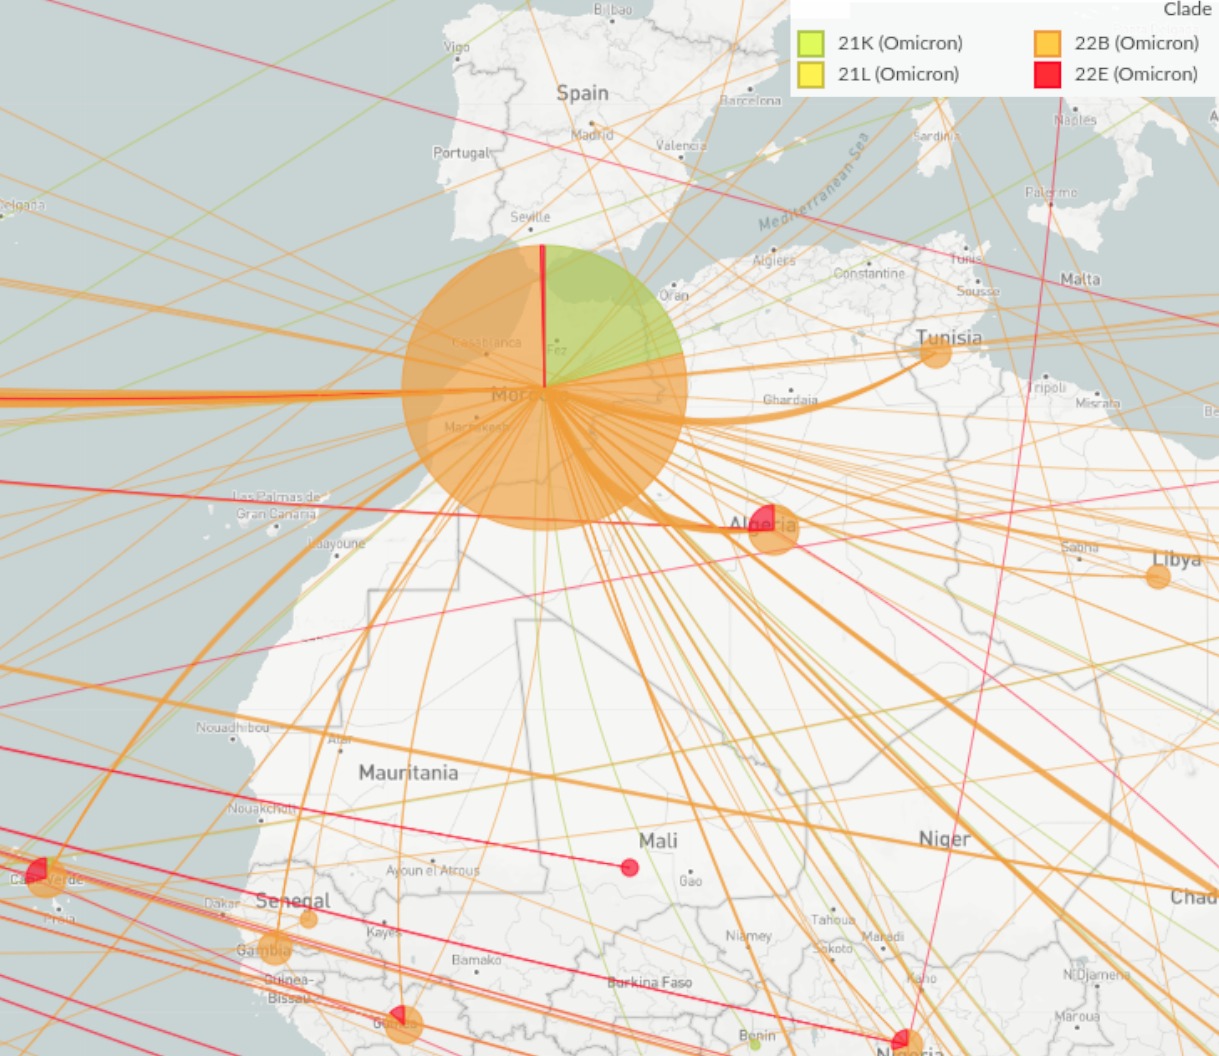 Clade
21K (Omicron)
22B (Omicron)
21L (Omicron)
22E (Omicron)
Bilbao
Vigo
Spain
Barcelona
Madrid
Portugal
Valencia
Sardinia
Naples
Palermo
Mediterranean Sea
Seville
Algiers
Constantine
Tunis
Sousse
Malta
Oran
Tunisia
Casablanca
Fez
Morocco
Marrakesh
Ghardaia
Tripoli
Misrata
Las Palmas de
Gran Canaria
Laayoune
Algeria
Sabha
Libya
Nouadhibou
Atar
Mauritania
Nouakchott
Mali
Niger
Ayoun el Atrous
Gao
Cabo Verde
Praia
Dakar
Senegal
Chad
Kayes
Tahoua
Maradi
Niamey
Sokoto
Gambia
Bamako
Burkina Faso
Kano
N'Djamena
Guinea-
Bissau
Guinea
Maroua
Benin
Nigeria